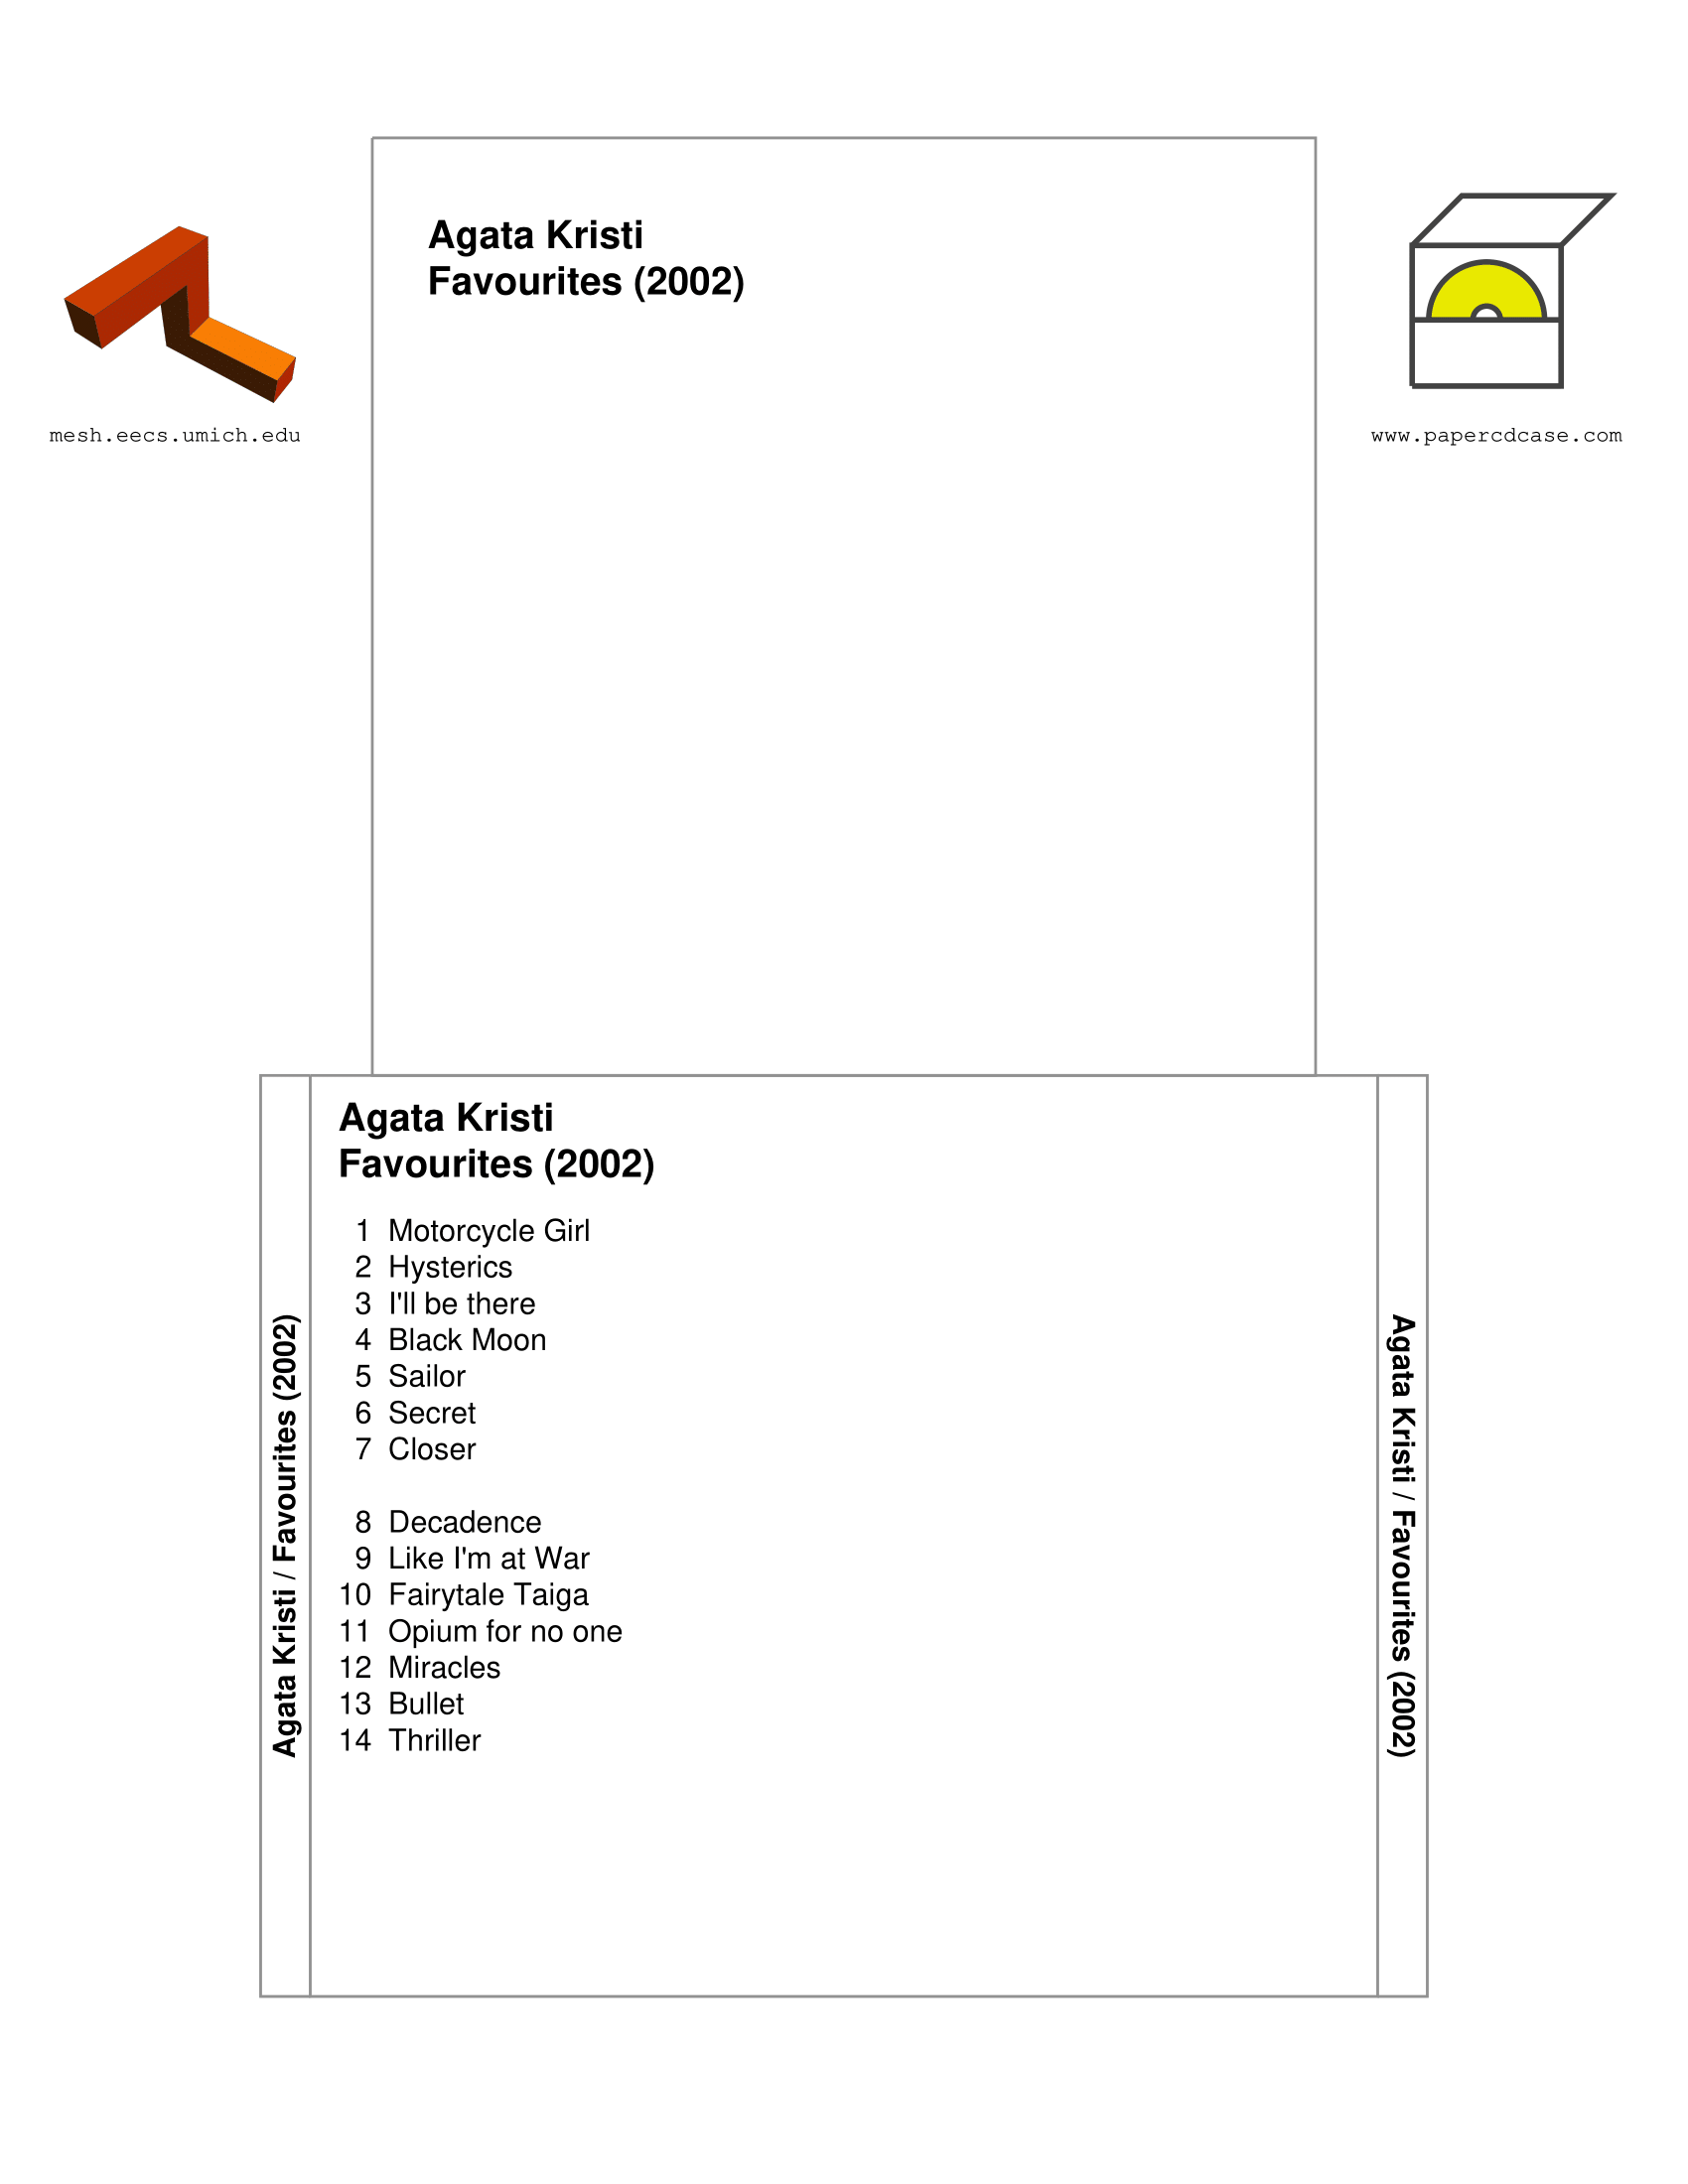 Agata Kristi
Favourites (2002)
mesh.eecs.umich.edu
www.papercdcase.com
Agata Kristi
Favourites (2002)
1 Motorcycle Girl
2 Hysterics
3 I'll be there
4 Black Moon
5 Sailor
6 Secret
7 Closer
8 Decadence
9 Like I'm at War
10 Fairytale Taiga
11 Opium for no one
12 Miracles
13 Bullet
14 Thriller
Agata Kristi / Favourites (2002)
Agata Kristi / Favourites (2002)